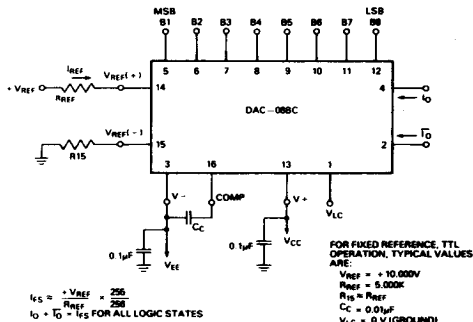 MSB LSB
B1 B2 B3 B4 B5 B6 B7 B8
5 6 7 8 9 10 11 12
IREF
+ VREF RREF VREF(+) 14
DAC-08BC
4 IO
VREF(-) 15
R15
2 IO
3 16 13 1
V- COMP V+ VLC
CC
0.1µF VEE 0.1µF VCC
IFS ≈ +VREF / RREF × 255 / 256
IO + IO = IFS FOR ALL LOGIC STATES
FOR FIXED REFERENCE, TTL
OPERATION, TYPICAL VALUES
ARE:
VREF = +10.000V
RREF = 5.000K
R15 ≈ RREF
CC = 0.01µF
VLC = 0 V (GROUND)